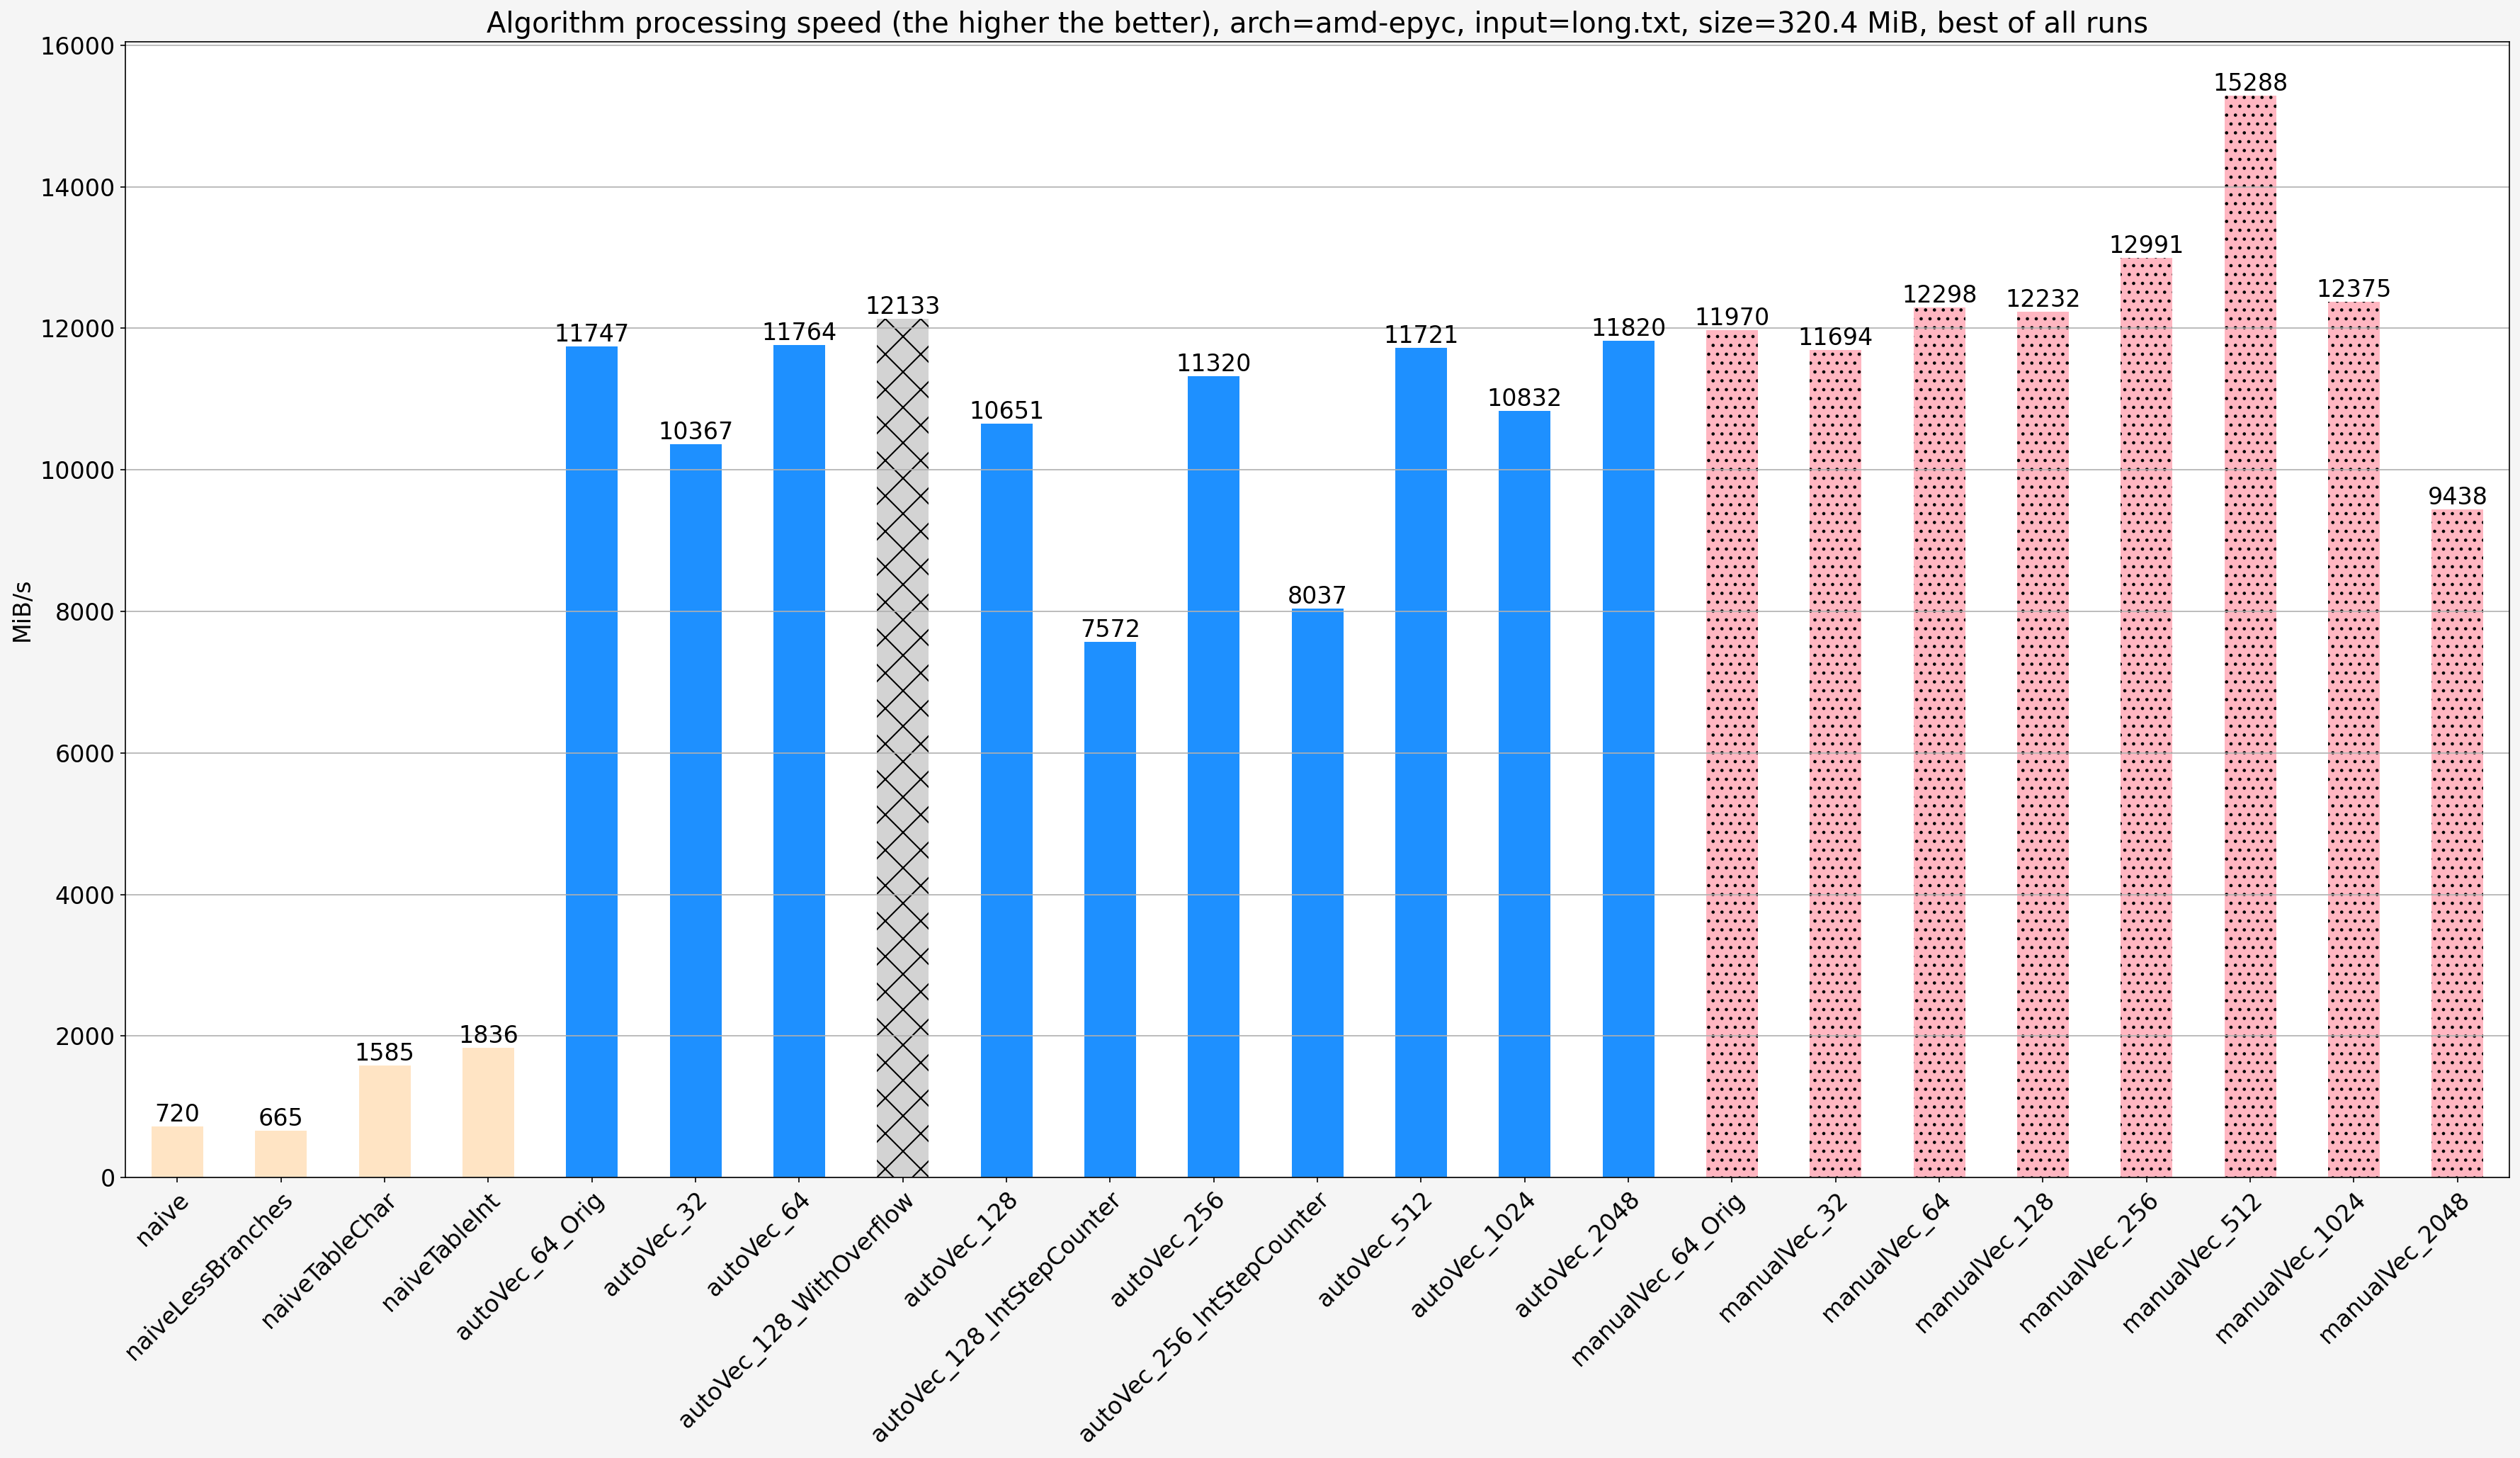 Algorithm processing speed (the higher the better), arch=amd-epyc, input=long.txt, size=320.4 MiB, best of all runs
MiB/s
16000
14000
12000
10000
8000
6000
4000
2000
0
720
665
1585
1836
11747
10367
11764
12133
10651
7572
11320
8037
11721
10832
11820
11970
11694
12298
12232
12991
15288
12375
9438
naive
naiveLessBranches
naiveTableChar
naiveTableInt
autoVec_64_Orig
autoVec_32
autoVec_64
autoVec_128_WithOverflow
autoVec_128
autoVec_128_IntStepCounter
autoVec_256
autoVec_256_IntStepCounter
autoVec_512
autoVec_1024
autoVec_2048
manualVec_64_Orig
manualVec_32
manualVec_64
manualVec_128
manualVec_256
manualVec_512
manualVec_1024
manualVec_2048